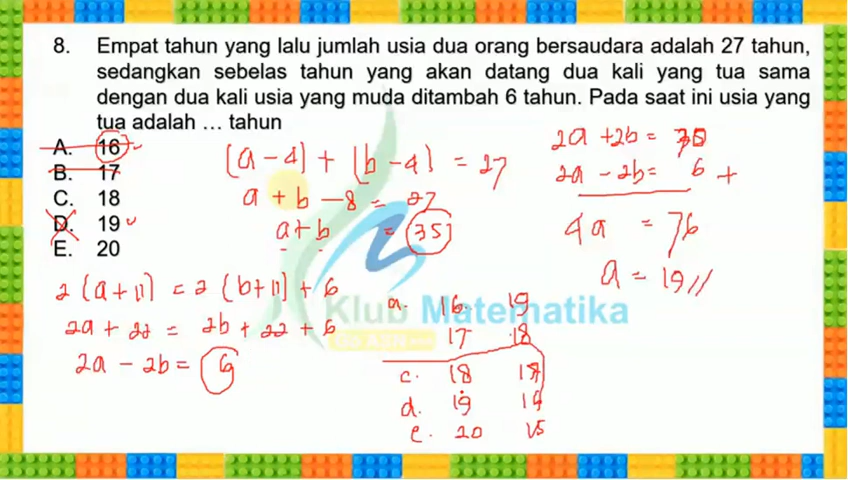 8. Empat tahun yang lalu jumlah usia dua orang bersaudara adalah 27 tahun,
sedangkan sebelas tahun yang akan datang dua kali yang tua sama
dengan dua kali usia yang muda ditambah 6 tahun. Pada saat ini usia yang
tua adalah … tahun
A. 16
B. 17
C. 18
D. 19
E. 20
(a-4) + (b-4) = 27
a + b - 8 = 27
a+b = 35
2a + 2b = 70
2a - 2b = 6 +
4a = 76
a = 19 //
2 (a+11) = 2 (b+11) + 6
2a + 22 = 2b + 22 + 6
2a - 2b = 6
a. 16 19
17 18
c. 18 17
d. 19 16
e. 20 15
Klub Matematika